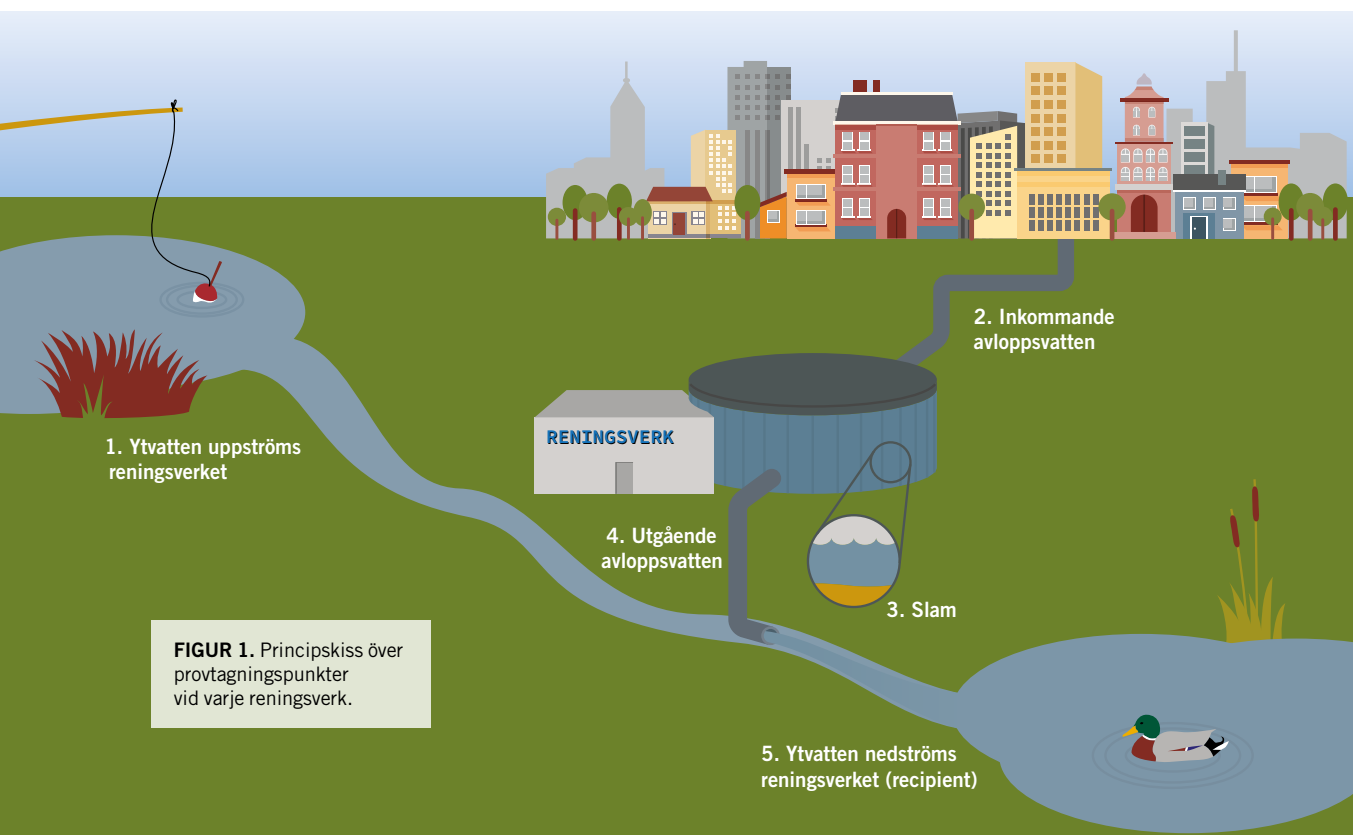 2. Inkommande
avloppsvatten
1. Ytvatten uppströms
reningsverket
RENINGSVERK
4. Utgående
avloppsvatten
3. Slam
FIGUR 1. Principskiss över
provtagningspunkter
vid varje reningsverk.
5. Ytvatten nedströms
reningsverket (recipient)